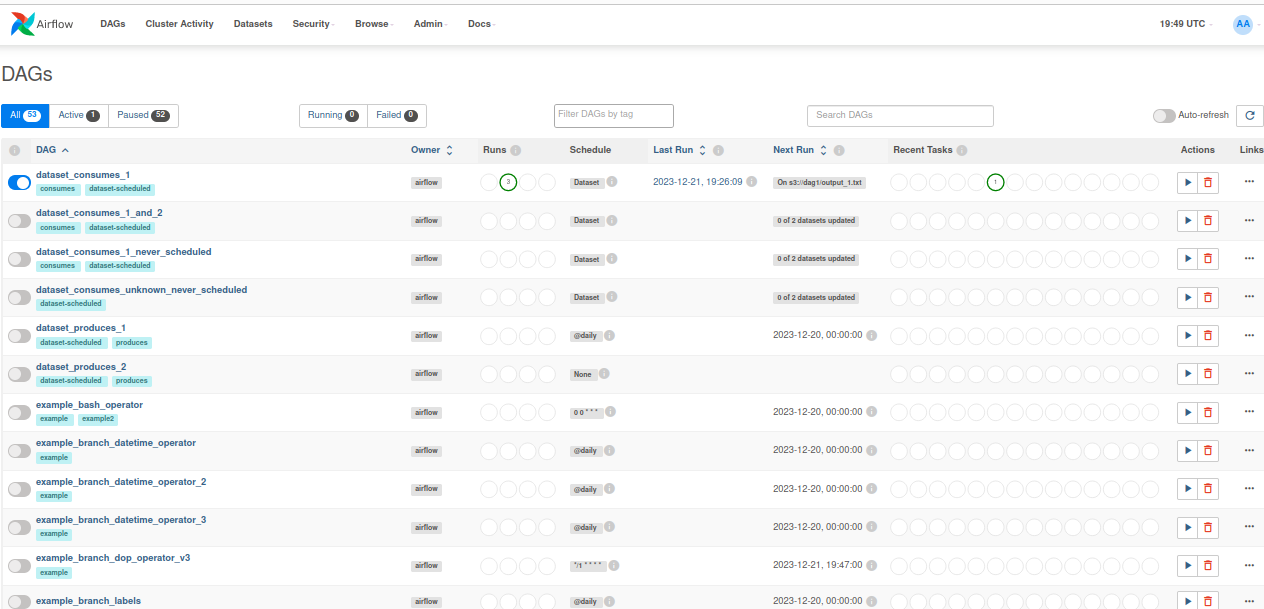 Airflow DAGs Cluster Activity Datasets Security Browse Admin Docs 19:49 UTC AA
DAGs
All 53 Active 1 Paused 52 Running 0 Failed 0 Filter DAGs by tag Search DAGs Auto-refresh
DAG Owner Runs Schedule Last Run Next Run Recent Tasks Actions Links
dataset_consumes_1
consumes dataset-scheduled airflow 3 Dataset 2023-12-21, 19:26:09 On s3://dag1/output_1.txt 1
dataset_consumes_1_and_2
consumes dataset-scheduled airflow Dataset 0 of 2 datasets updated
dataset_consumes_1_never_scheduled
consumes dataset-scheduled airflow Dataset 0 of 2 datasets updated
dataset_consumes_unknown_never_scheduled
dataset-scheduled airflow Dataset 0 of 2 datasets updated
dataset_produces_1
dataset-scheduled produces airflow @daily 2023-12-20, 00:00:00
dataset_produces_2
dataset-scheduled produces airflow None
example_bash_operator
example example2 airflow 0 0 * * * 2023-12-20, 00:00:00
example_branch_datetime_operator
example airflow @daily 2023-12-20, 00:00:00
example_branch_datetime_operator_2
example airflow @daily 2023-12-20, 00:00:00
example_branch_datetime_operator_3
example airflow @daily 2023-12-20, 00:00:00
example_branch_dop_operator_v3
example airflow */1 * * * * 2023-12-21, 19:47:00
example_branch_labels airflow @daily 2023-12-20, 00:00:00